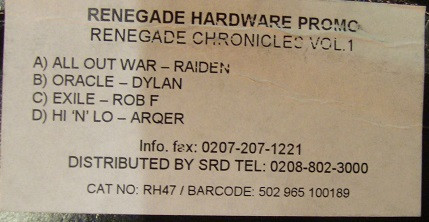 RENEGADE HARDWARE PROMO
RENEGADE CHRONICLES VOL.1
A) ALL OUT WAR – RAIDEN
B) ORACLE – DYLAN
C) EXILE – ROB F
D) HI 'N' LO – ARQER
Info. fax: 0207-207-1221
DISTRIBUTED BY SRD TEL: 0208-802-3000
CAT NO: RH47 / BARCODE: 502 965 100189